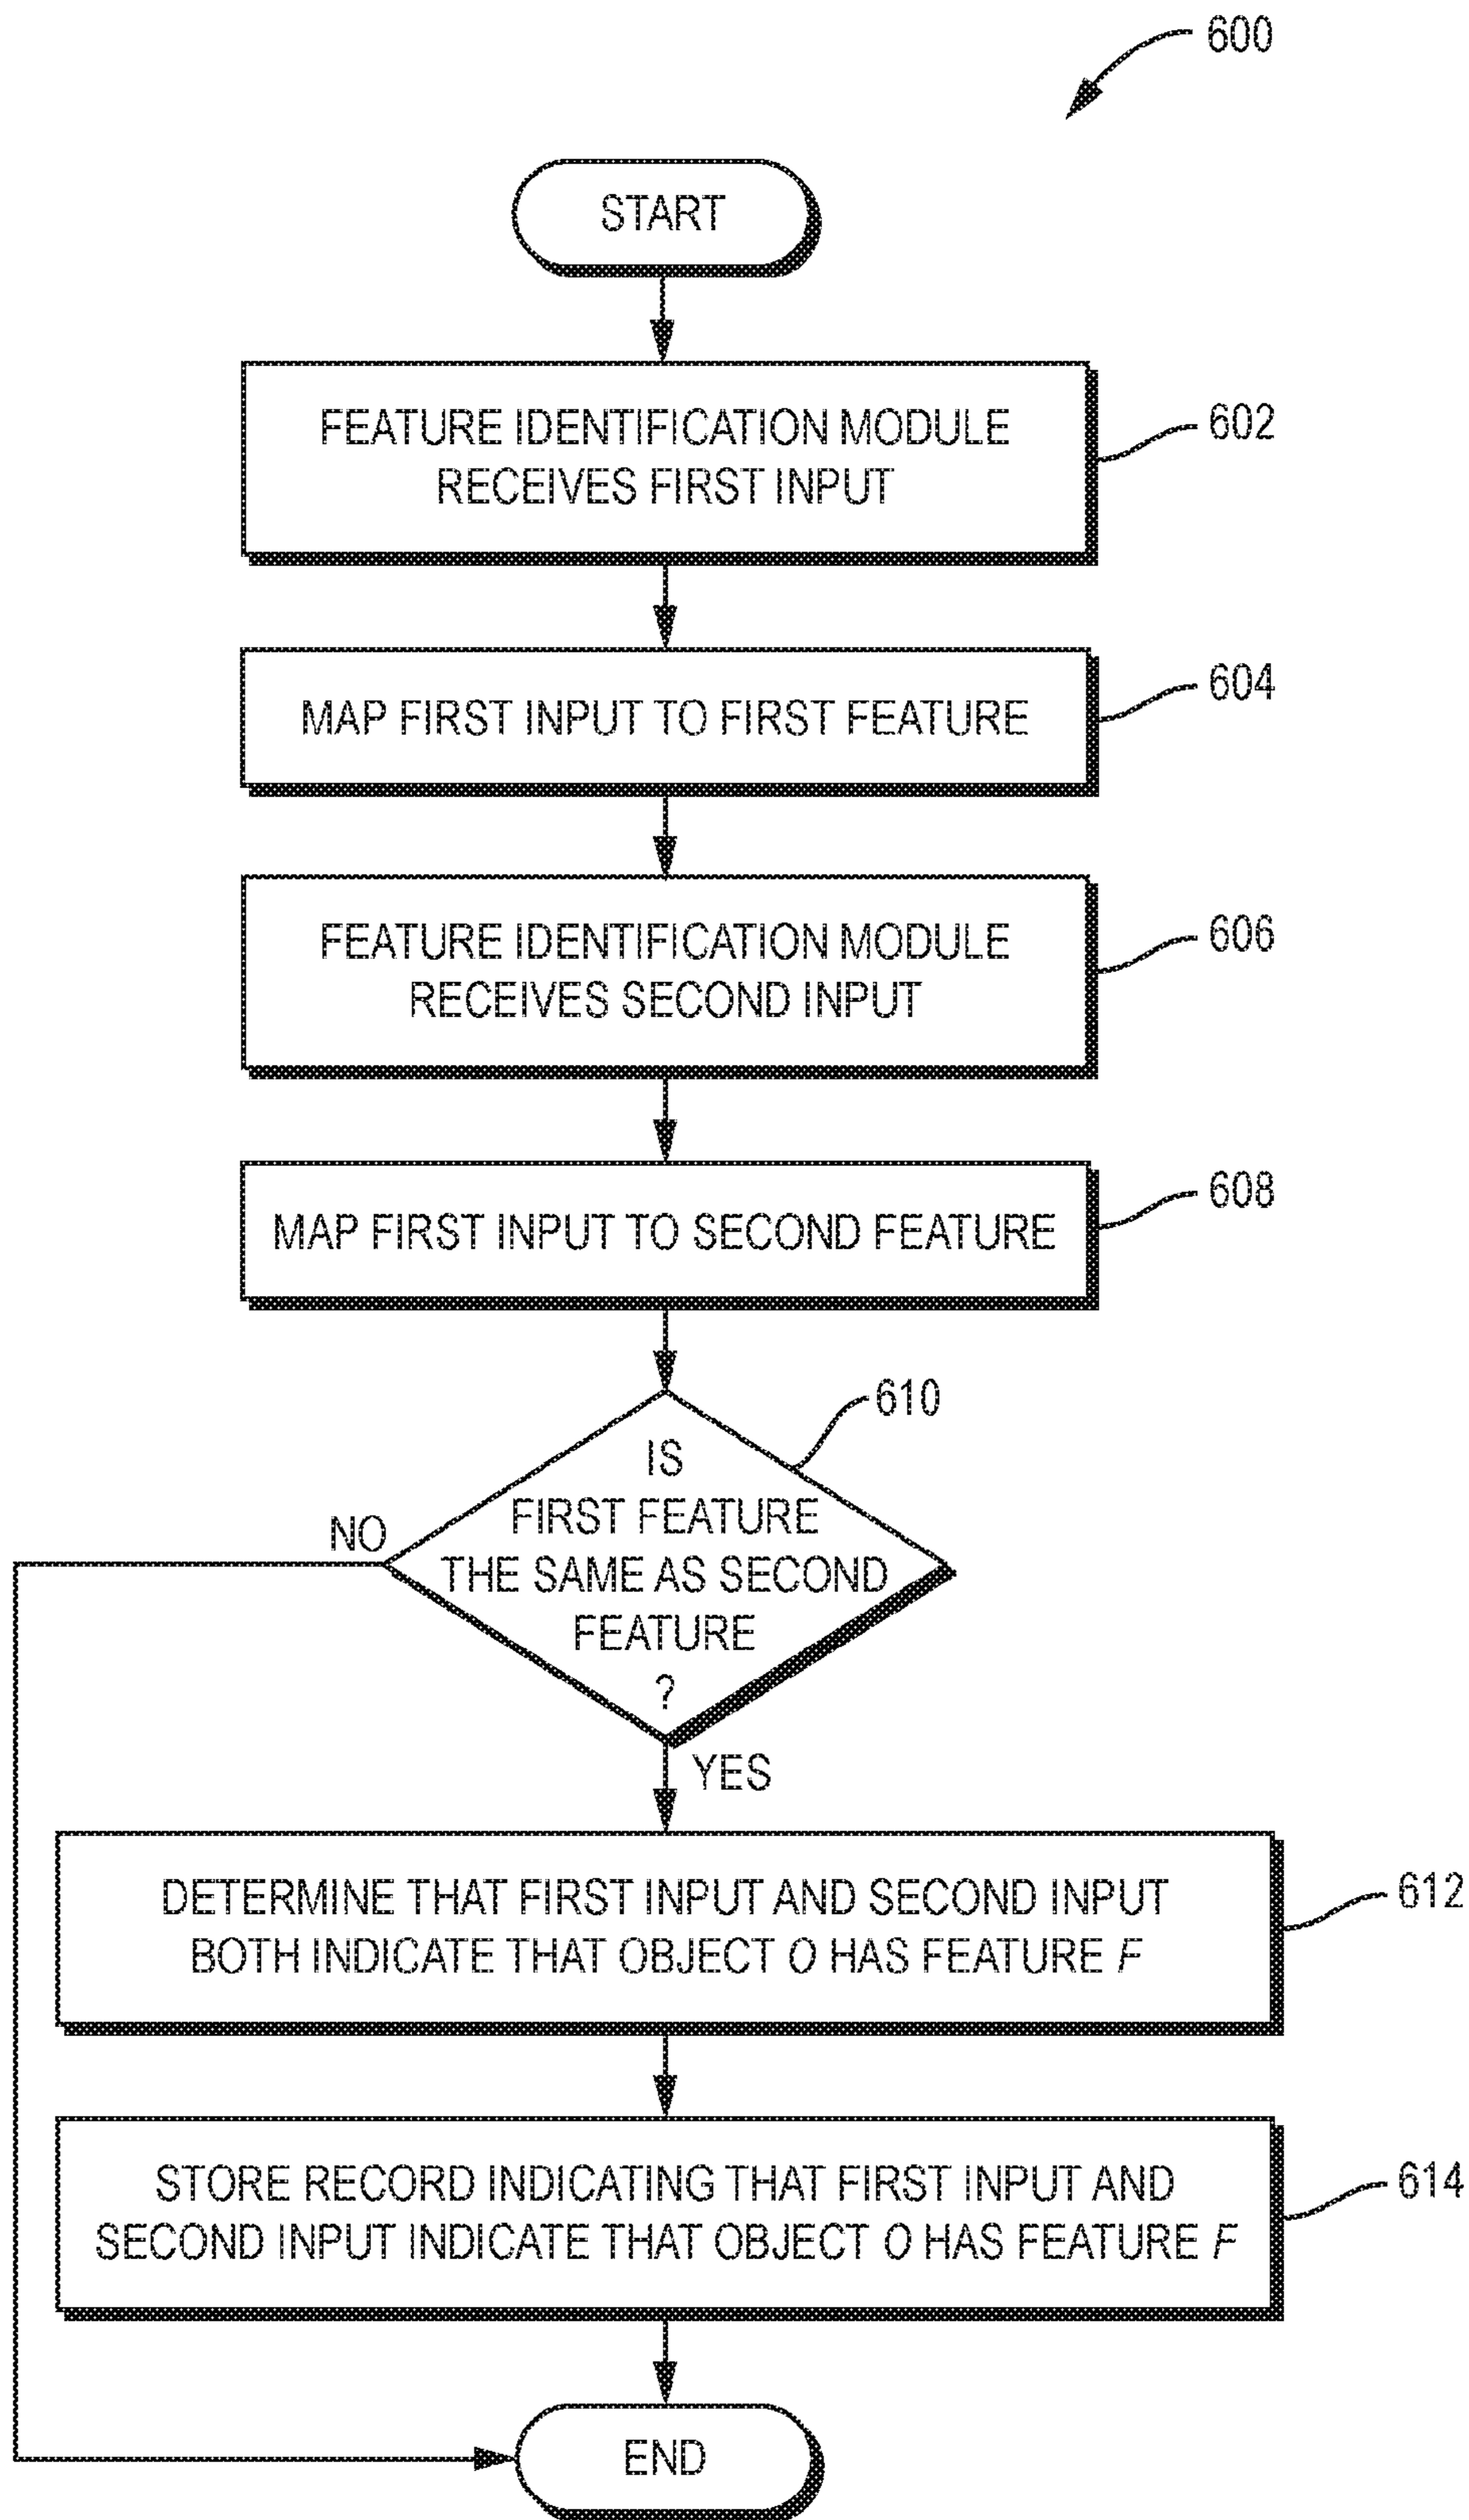 600
START
FEATURE IDENTIFICATION MODULE
RECEIVES FIRST INPUT
602
MAP FIRST INPUT TO FIRST FEATURE
604
FEATURE IDENTIFICATION MODULE
RECEIVES SECOND INPUT
606
MAP FIRST INPUT TO SECOND FEATURE
608
610
IS
FIRST FEATURE
THE SAME AS SECOND
FEATURE
?
NO
YES
DETERMINE THAT FIRST INPUT AND SECOND INPUT
BOTH INDICATE THAT OBJECT O HAS FEATURE F
612
STORE RECORD INDICATING THAT FIRST INPUT AND
SECOND INPUT INDICATE THAT OBJECT O HAS FEATURE F
614
END